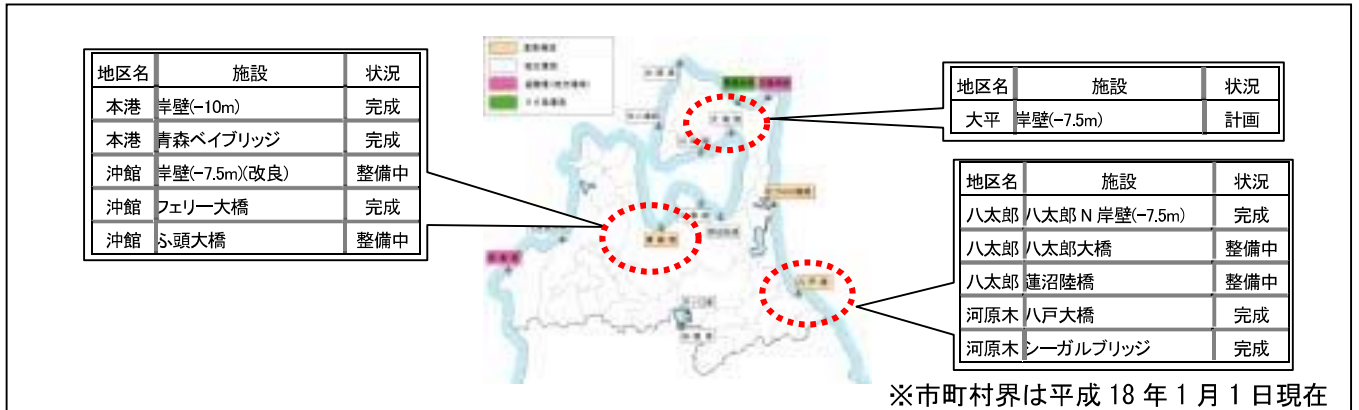 地区名 施設 状況
本港 岸壁(-10m) 完成
本港 青森ベイブリッジ 完成
沖館 岸壁(-7.5m)(改良) 整備中
沖館 フェリー大橋 完成
沖館 ふ頭大橋 整備中
地区名 施設 状況
大平 岸壁(-7.5m) 計画
地区名 施設 状況
八太郎 八太郎 N 岸壁(-7.5m) 完成
八太郎 八太郎大橋 整備中
八太郎 蓮沼陸橋 整備中
河原木 八戸大橋 完成
河原木 シーガルブリッジ 完成
青森港
八戸港
※市町村界は平成 18 年 1 月 1 日現在